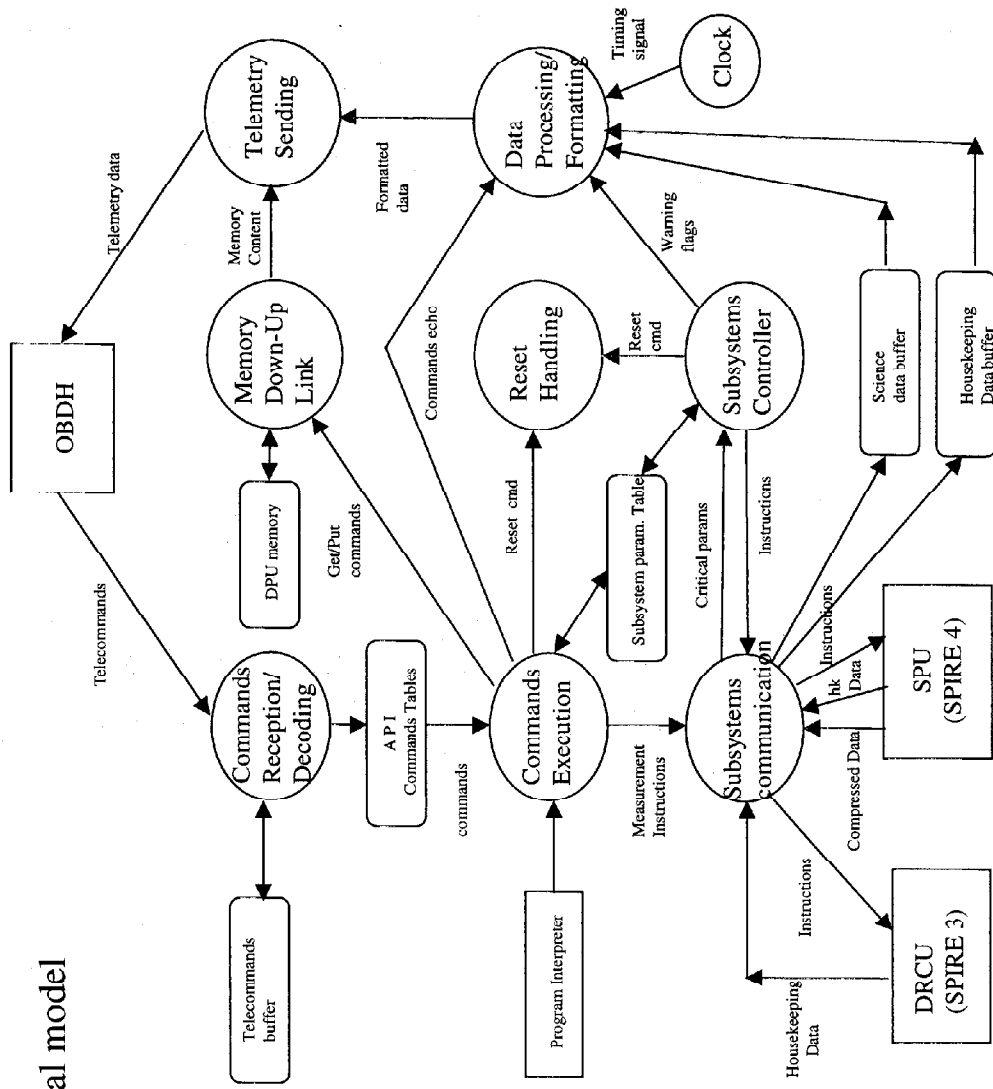 al model
OBDH
Telecommands
Telemetry data
Commands
Reception/
Decoding
DPU memory
Memory
Down-Up
Link
Memory
Content
Telemetry
Sending
Telecommands
buffer
A P I
Commands Tables
Get/Put
commands
Commands echo
Formatted
data
commands
Program Interpreter
Commands
Execution
Reset cmd
Reset
Handling
Data
Processing/
Formatting
Timing
signal
Clock
Measurement
Instructions
Subsystem param. Table
Reset
cmd
Warning
flags
Subsystems
communication
Critical params
Instructions
Subsystems
Controller
Housekeeping
Data
Instructions
Compressed Data
hk
Data
Instructions
Science
data buffer
Housekeeping
Data buffer
DRCU
(SPIRE 3)
SPU
(SPIRE 4)